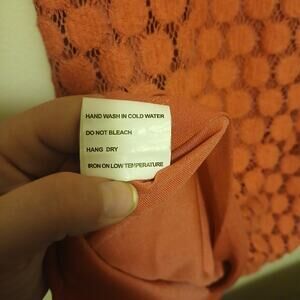 HAND WASH IN COLD WATER
DO NOT BLEACH
HANG DRY
IRON ON LOW TEMPERATURE